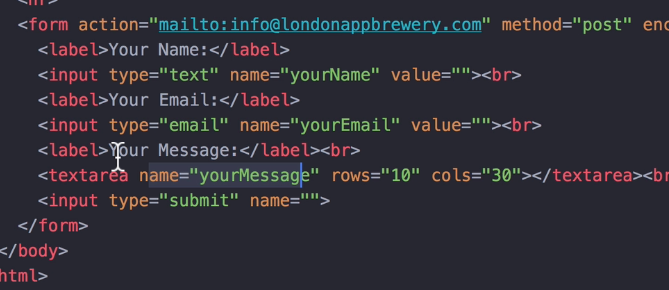 <hr>
<form action="mailto:info@londonappbrewery.com" method="post" enc
<label>Your Name:</label>
<input type="text" name="yourName" value=""><br>
<label>Your Email:</label>
<input type="email" name="yourEmail" value=""><br>
<label>Your Message:</label><br>
<textarea name="yourMessage" rows="10" cols="30"></textarea><br
<input type="submit" name="">
</form>
</body>
html>